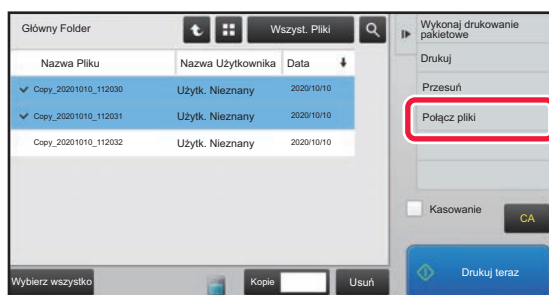 Główny Folder
Wszyst. Pliki
Nazwa Pliku Nazwa Użytkownika Data
Copy_20201010_112030 Użytk. Nieznany 2020/10/10
Copy_20201010_112031 Użytk. Nieznany 2020/10/10
Copy_20201010_112032 Użytk. Nieznany 2020/10/10
Wybierz wszystko
Kopie
Usuń
Wykonaj drukowanie
pakietowe
Drukuj
Przesuń
Połącz pliki
Kasowanie
CA
Drukuj teraz